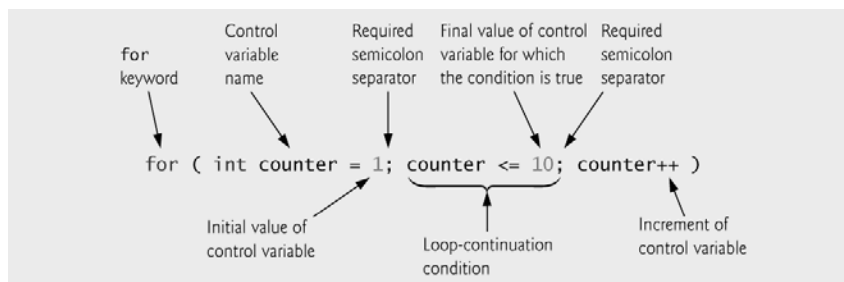 for
keyword
Control
variable
name
Required
semicolon
separator
Final value of control
variable for which
the condition is true
Required
semicolon
separator
for ( int counter = 1; counter <= 10; counter++ )
Initial value of
control variable
Loop-continuation
condition
Increment of
control variable